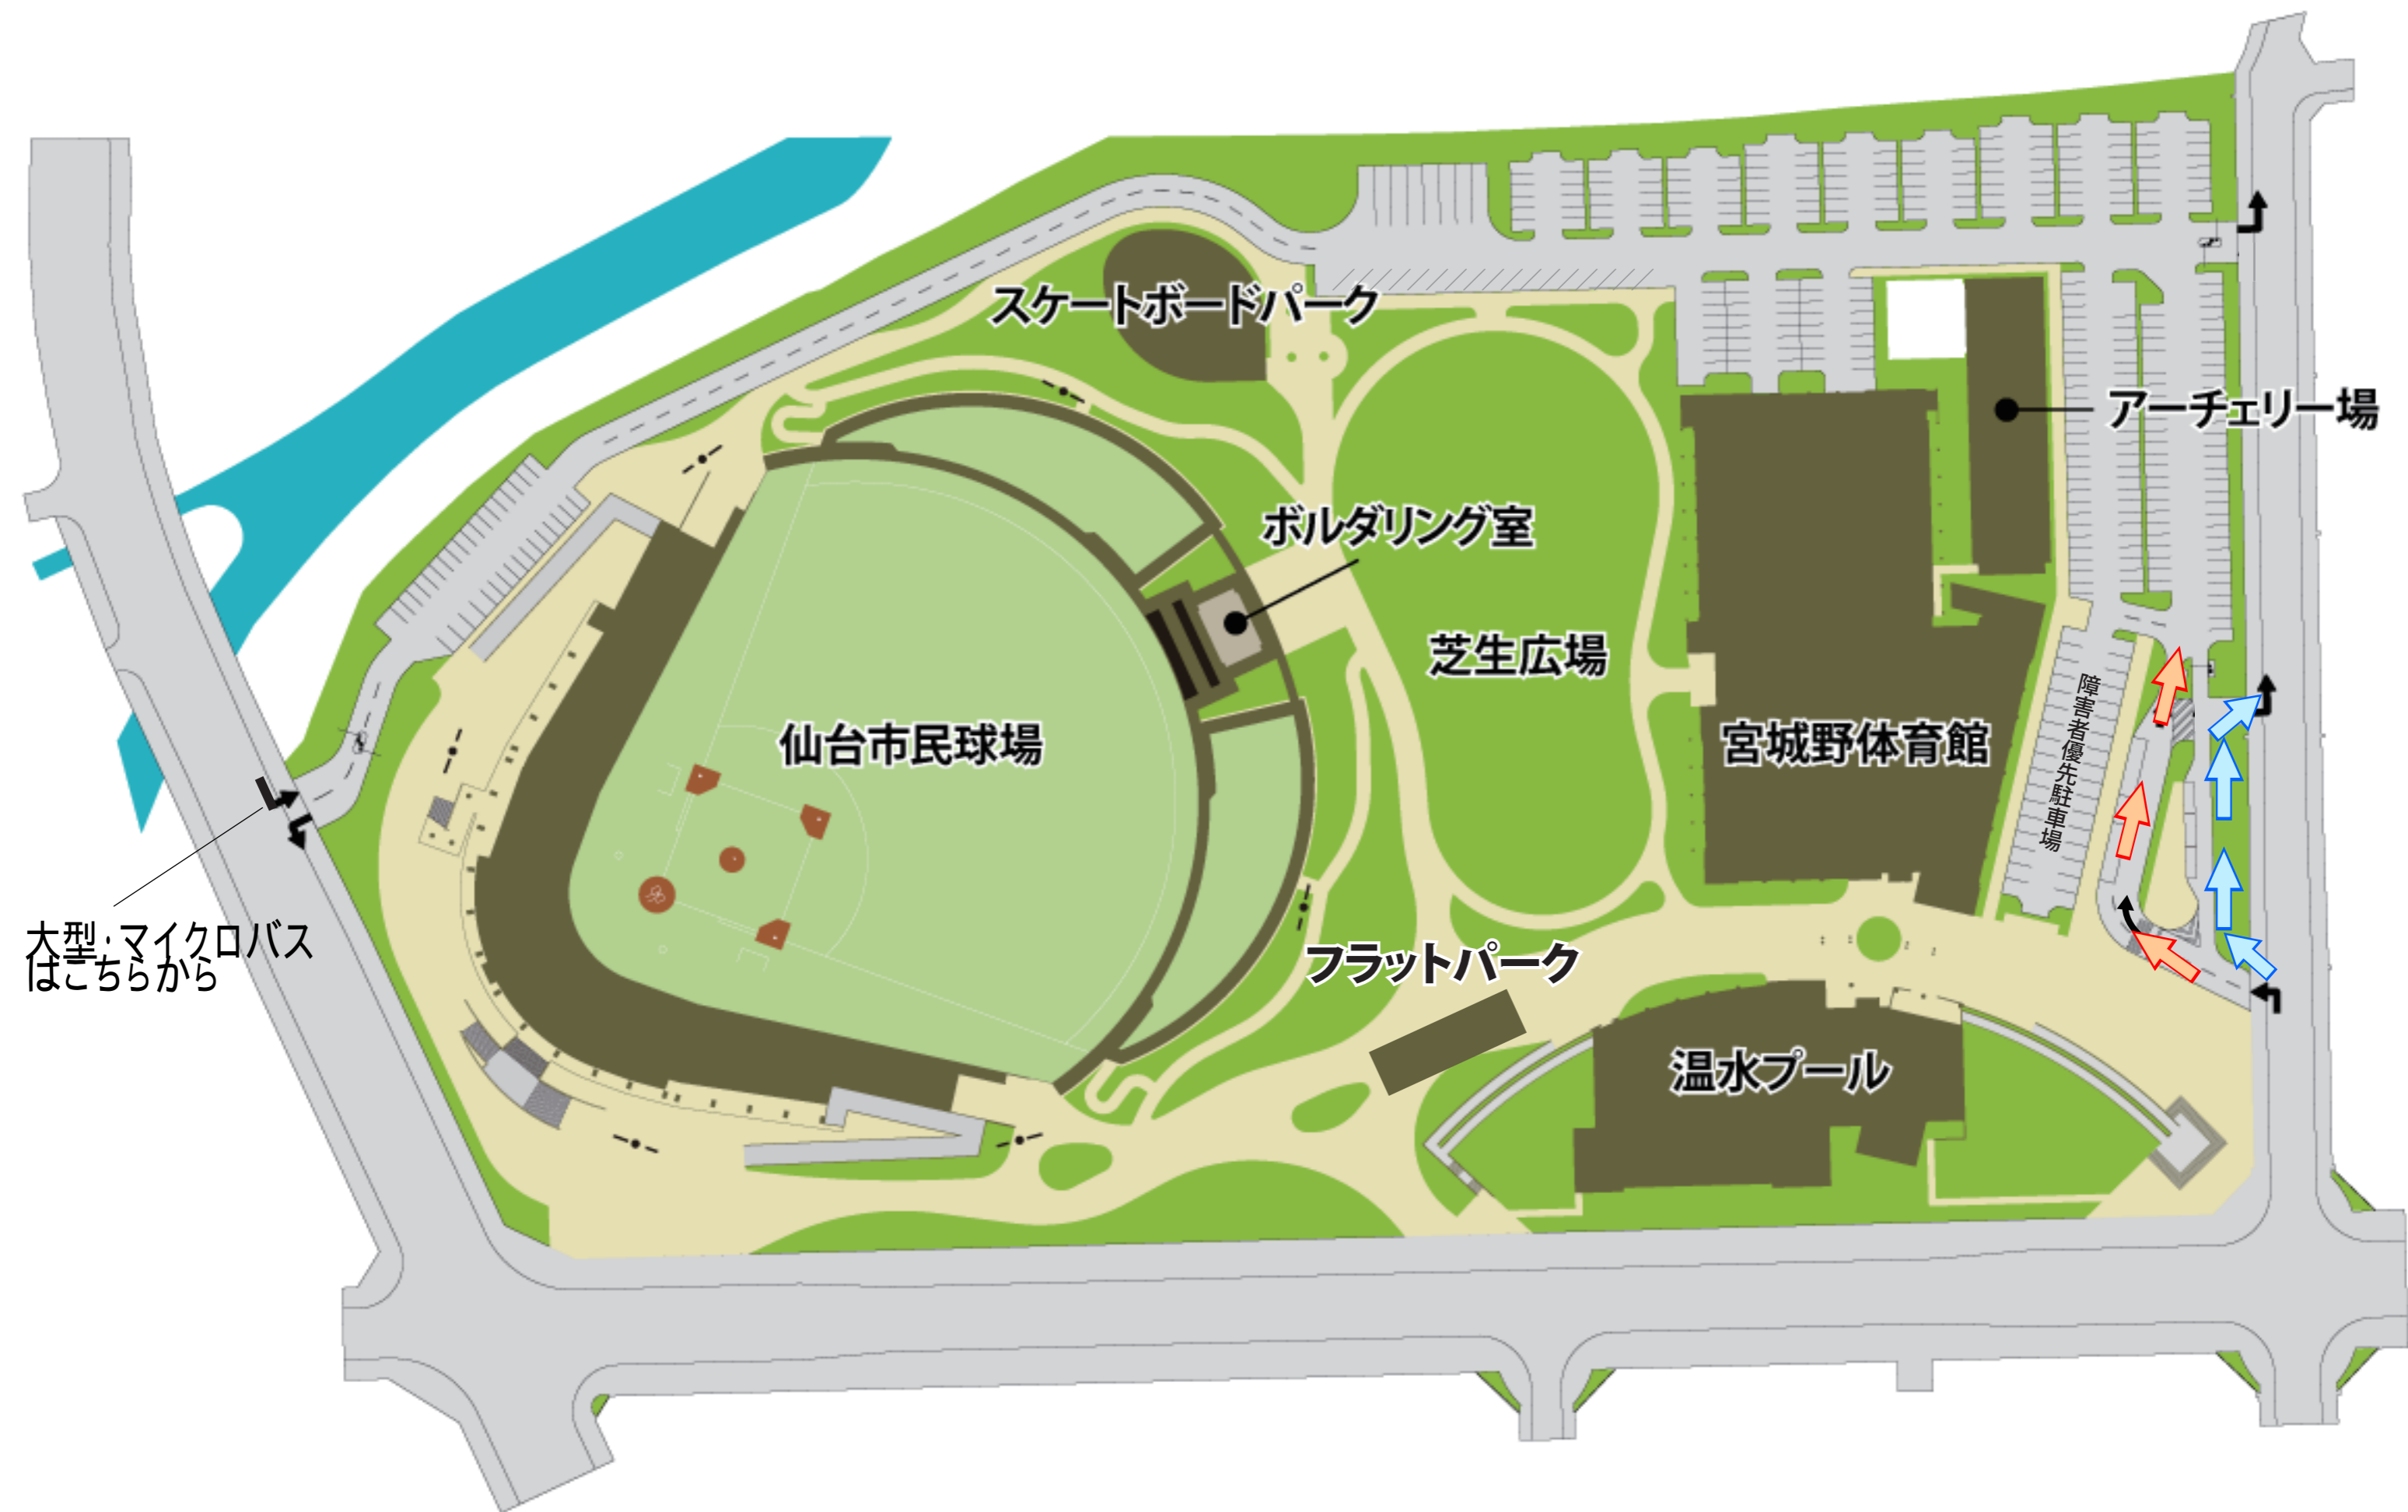 スケートボードパーク
アーチェリー場
ボルダリング室
芝生広場
仙台市民球場
宮城野体育館
障害者優先駐車場
大型・マイクロバス
はこちらから
フラットパーク
温水プール